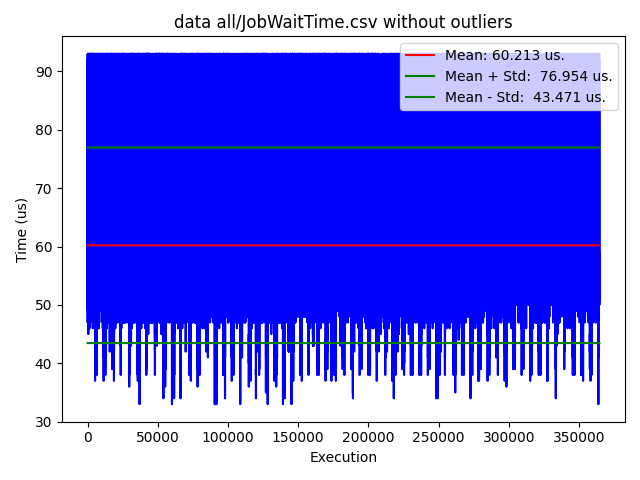 data all/JobWaitTime.csv without outliers
Mean: 60.213 us.
Mean + Std:  76.954 us.
Mean - Std:  43.471 us.
Time (us)
90
80
70
60
50
40
30
0 50000 100000 150000 200000 250000 300000 350000
Execution